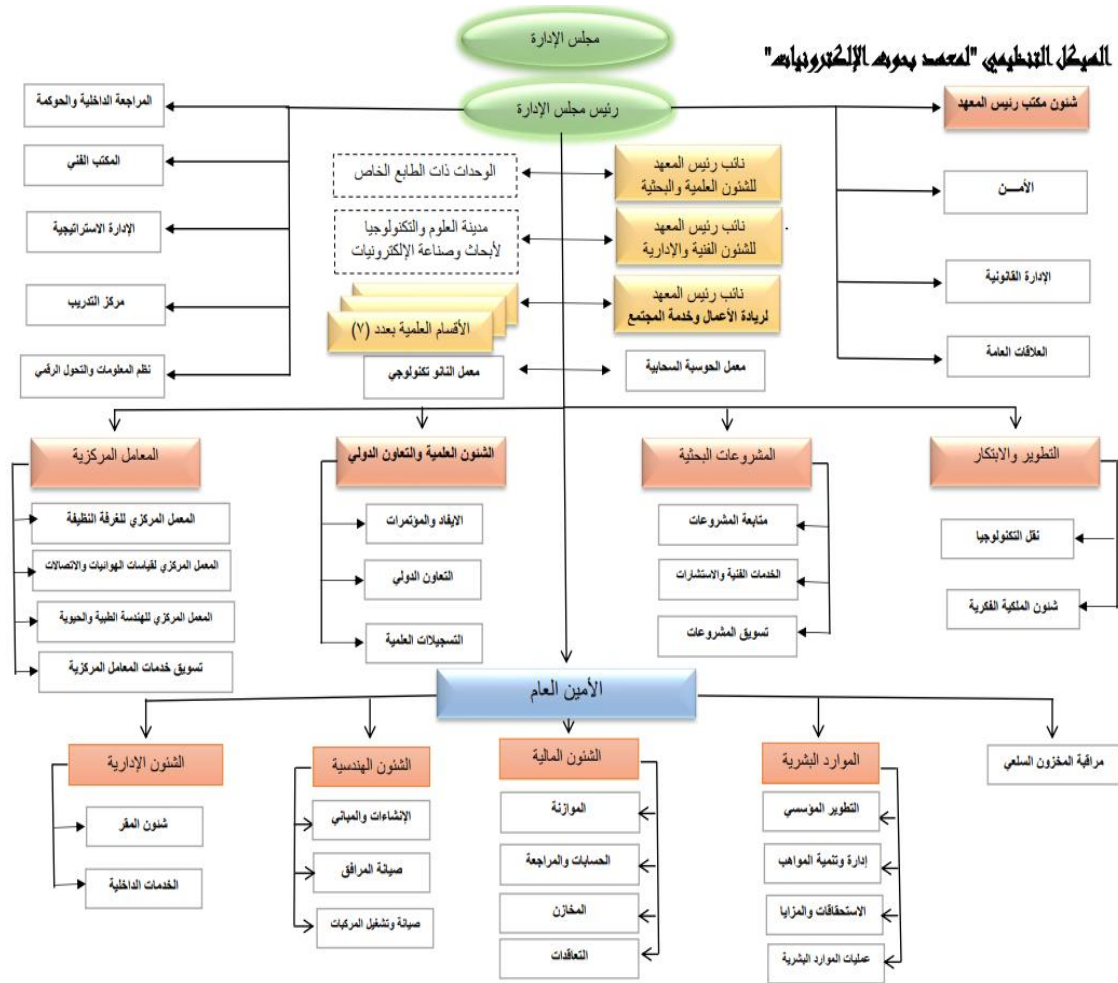 مجلس الإدارة
الهيكل التنظيمي "لمعهد بحوث الإلكترونيات"
رئيس مجلس الإدارة
شئون مكتب رئيس المعهد
الأمـــن
الإدارة القانونية
العلاقات العامة
المراجعة الداخلية والحوكمة
المكتب الفني
الإدارة الاستراتيجية
مركز التدريب
نظم المعلومات والتحول الرقمي
نائب رئيس المعهد
للشئون العلمية والبحثية
الوحدات ذات الطابع الخاص
نائب رئيس المعهد
للشئون الفنية والإدارية
مدينة العلوم والتكنولوجيا
لأبحاث وصناعة الإلكترونيات
نائب رئيس المعهد
لريادة الأعمال وخدمة المجتمع
الأقسام العلمية بعدد (٧)
معمل الحوسبة السحابية
معمل النانو تكنولوجي
التطوير والابتكار
نقل التكنولوجيا
شئون الملكية الفكرية
المشروعات البحثية
متابعة المشروعات
الخدمات الفنية والاستشارات
تسويق المشروعات
الشئون العلمية والتعاون الدولي
الايفاد والمؤتمرات
التعاون الدولي
التسجيلات العلمية
المعامل المركزية
المعمل المركزي للغرفة النظيفة
المعمل المركزي لقياسات الهوائيات والاتصالات
المعمل المركزي للهندسة الطبية والحيوية
تسويق خدمات المعامل المركزية
الأمين العام
مراقبة المخزون السلعي
الموارد البشرية
التطوير المؤسسي
إدارة وتنمية المواهب
الاستحقاقات والمزايا
عمليات الموارد البشرية
الشئون المالية
الموازنة
الحسابات والمراجعة
المخازن
التعاقدات
الشئون الهندسية
الإنشاءات والمباني
صيانة المرافق
صيانة وتشغيل المركبات
الشئون الإدارية
شئون المقر
الخدمات الداخلية